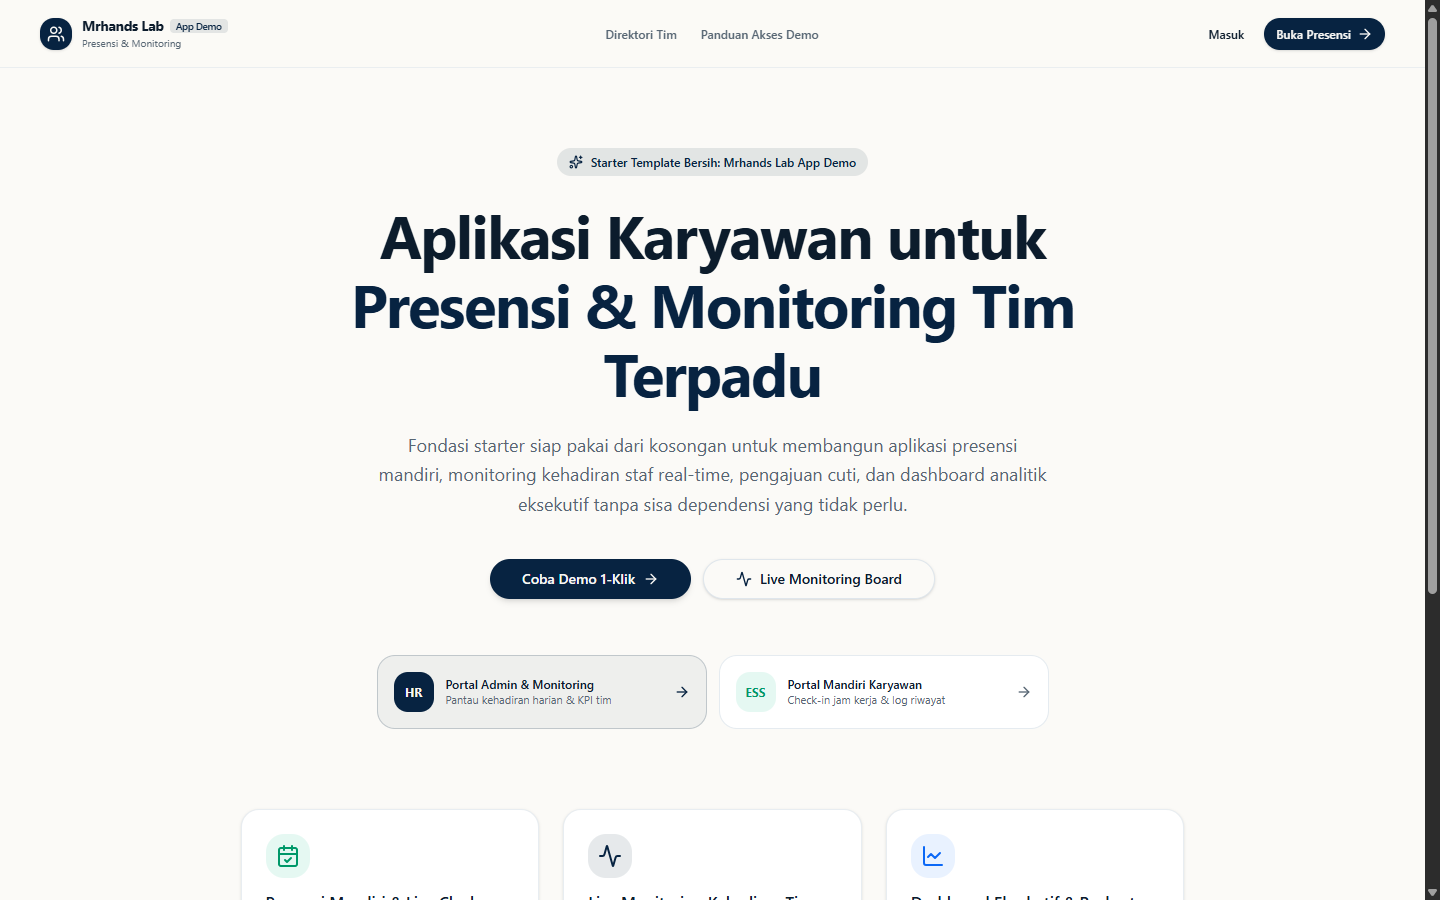 Mrhands Lab App Demo
Presensi & Monitoring
Direktori Tim
Panduan Akses Demo
Masuk
Buka Presensi
Starter Template Bersih: Mrhands Lab App Demo
Aplikasi Karyawan untuk
Presensi & Monitoring Tim
Terpadu
Fondasi starter siap pakai dari kosongan untuk membangun aplikasi presensi
mandiri, monitoring kehadiran staf real-time, pengajuan cuti, dan dashboard analitik
eksekutif tanpa sisa dependensi yang tidak perlu.
Coba Demo 1-Klik
Live Monitoring Board
HR
Portal Admin & Monitoring
Pantau kehadiran harian & KPI tim
ESS
Portal Mandiri Karyawan
Check-in jam kerja & log riwayat